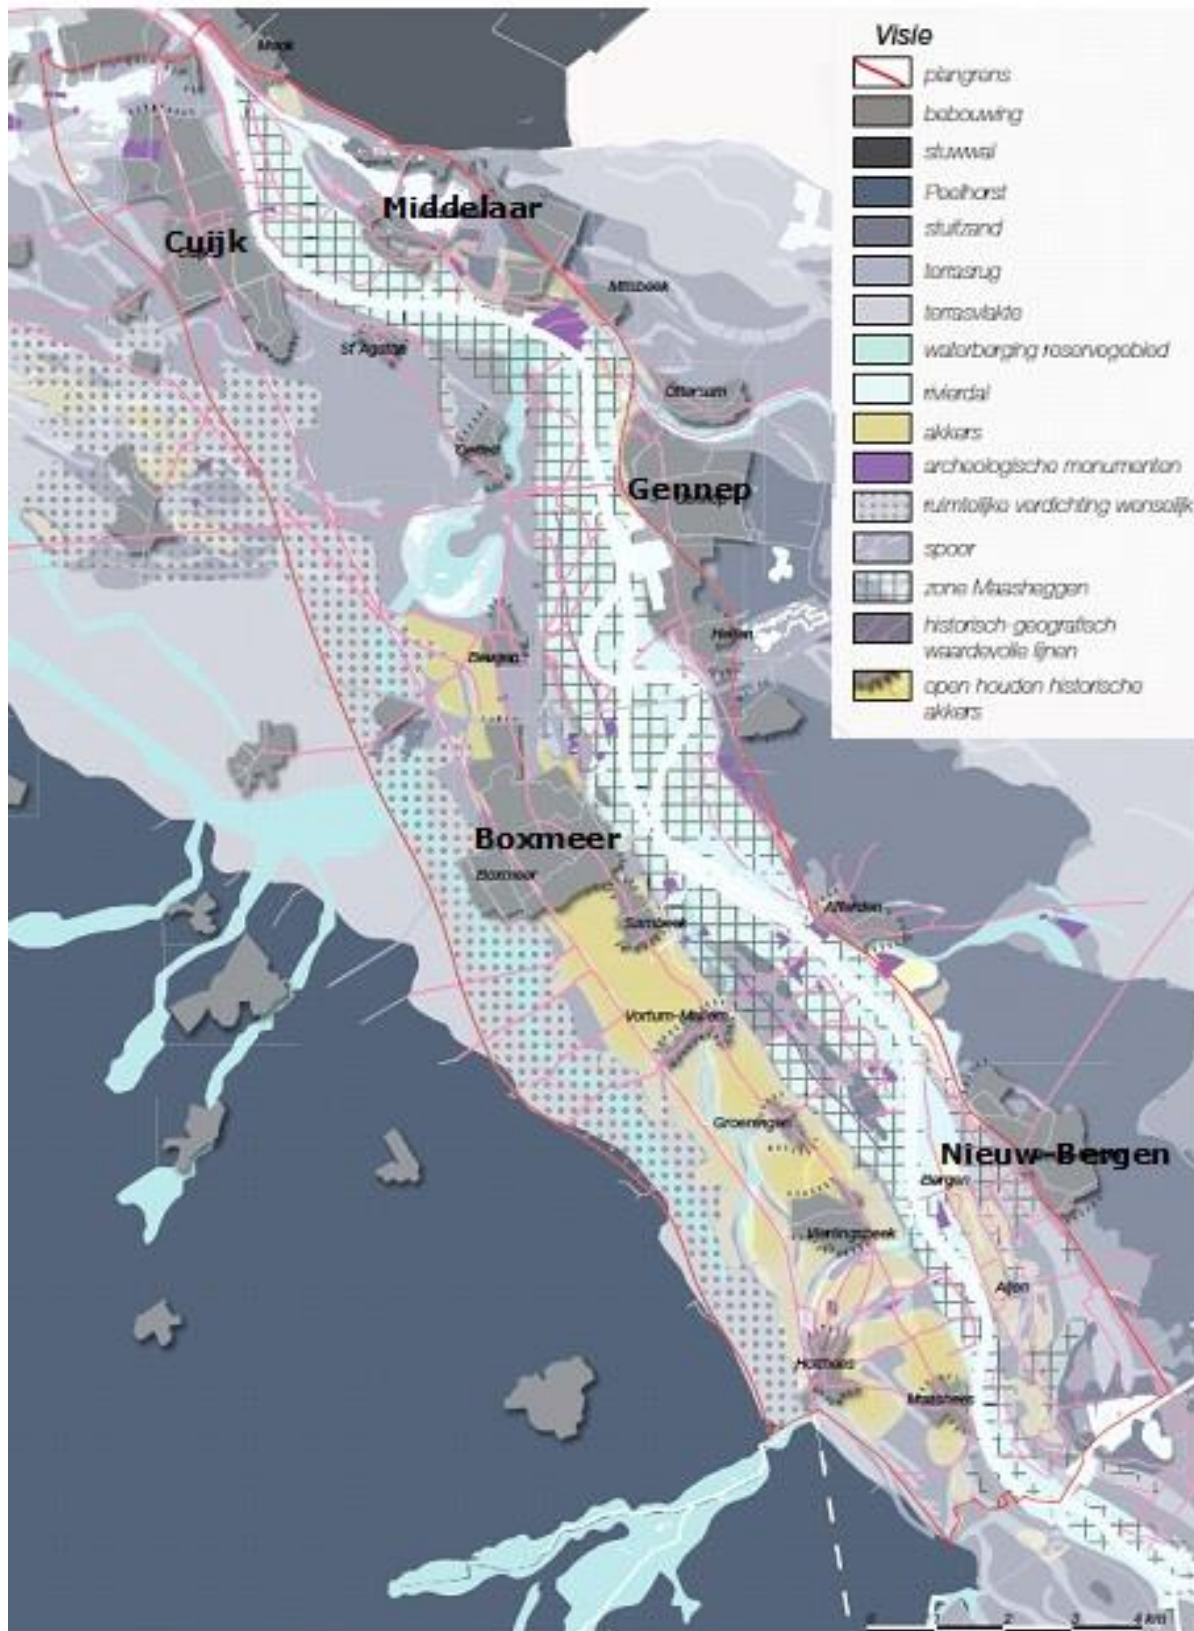 Visie
plangrens
bebouwing
stuwwal
Peelhorst
stuifzand
terrasrug
terrasvlakte
waterberging reservegebied
rivierdal
akkers
archeologische monumenten
ruimtelijke verdichting wenselijk
spoor
zone Maasheggen
historisch-geografisch
waardevolle lijnen
open houden historische
akkers
Mook
Middelaar
Cuijk
Milsbeek
St Agatha
Ottersum
Oeffelt
Gennep
Heijen
Beugen
Boxmeer
Boxmeer
Afferden
Sambeek
Vortum-Mullem
Groeningen
Nieuw-Bergen
Bergen
Vierlingsbeek
Aijen
Holthees
Maashees
0 1 2 3 4 km